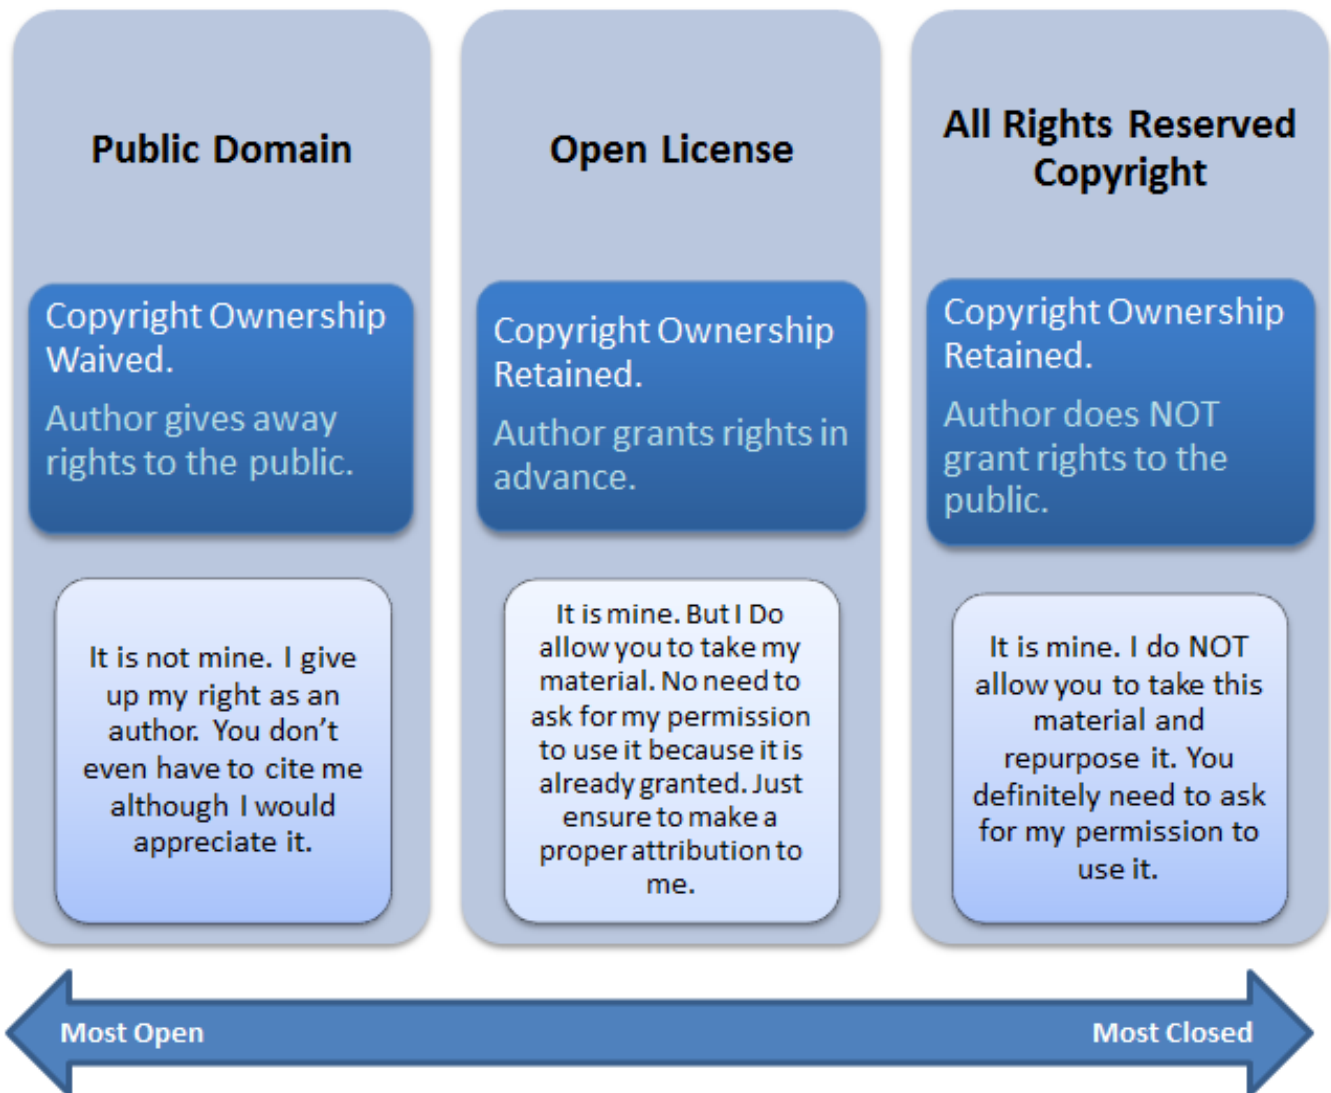 Public Domain
Copyright Ownership
Waived.
Author gives away
rights to the public.
It is not mine. I give
up my right as an
author. You don’t
even have to cite me
although I would
appreciate it.
Open License
Copyright Ownership
Retained.
Author grants rights in
advance.
It is mine. But I Do
allow you to take my
material. No need to
ask for my permission
to use it because it is
already granted. Just
ensure to make a
proper attribution to
me.
All Rights Reserved
Copyright
Copyright Ownership
Retained.
Author does NOT
grant rights to the
public.
It is mine. I do NOT
allow you to take this
material and
repurpose it. You
definitely need to ask
for my permission to
use it.
Most Open
Most Closed